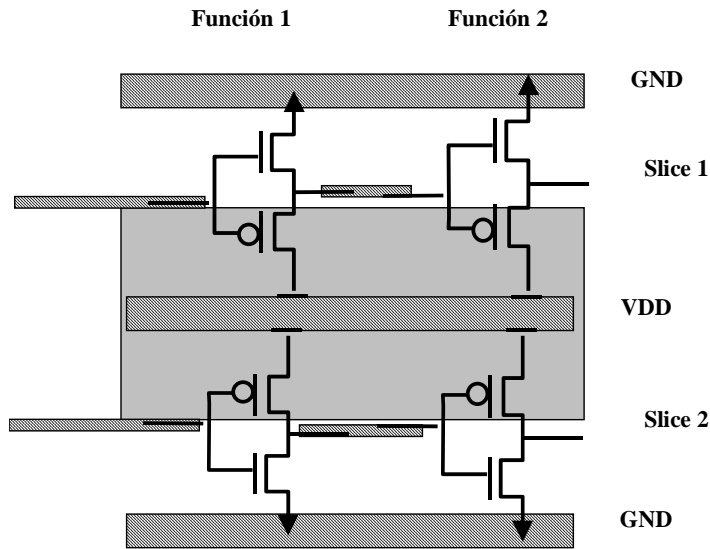 Función 1
Función 2
GND
Slice 1
VDD
Slice 2
GND